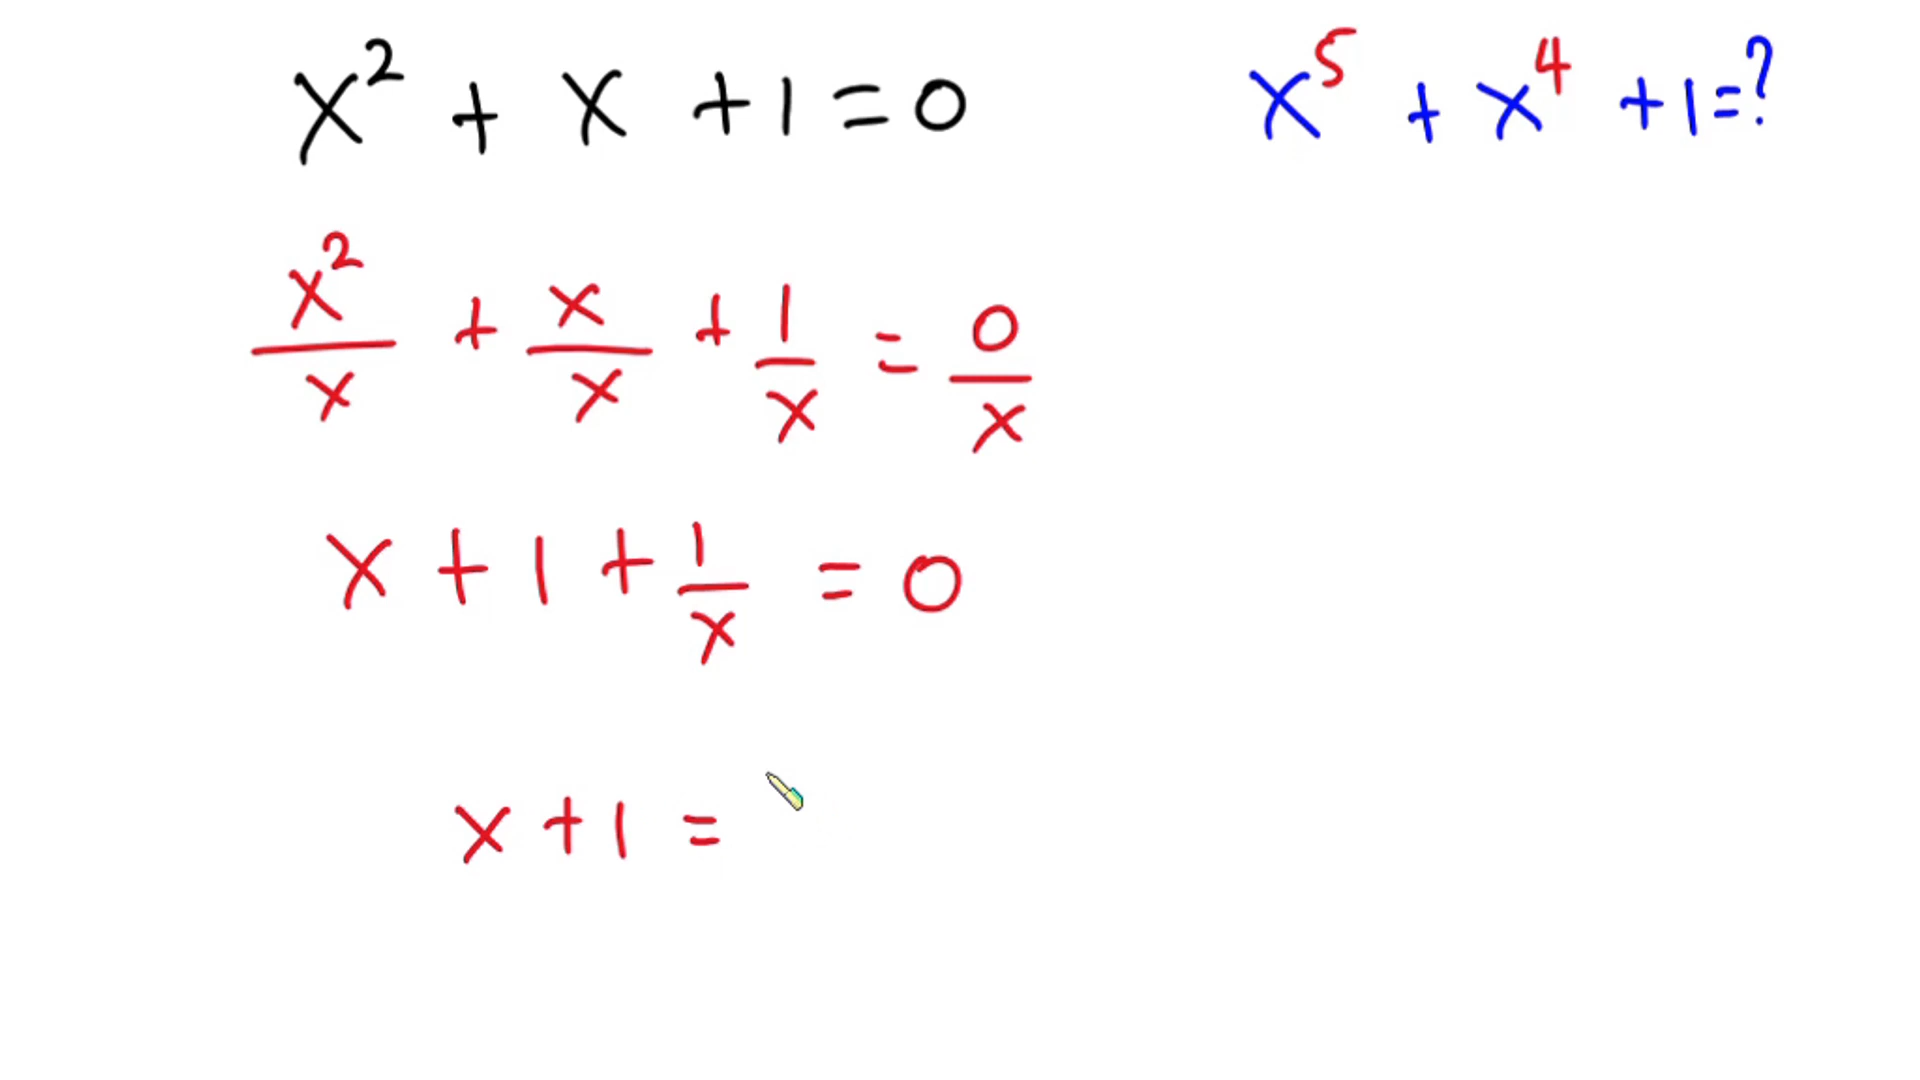 x² + x + 1 = 0
x⁵ + x⁴ + 1 = ?
x²/x + x/x + 1/x = 0/x
x + 1 + 1/x = 0
x + 1 =